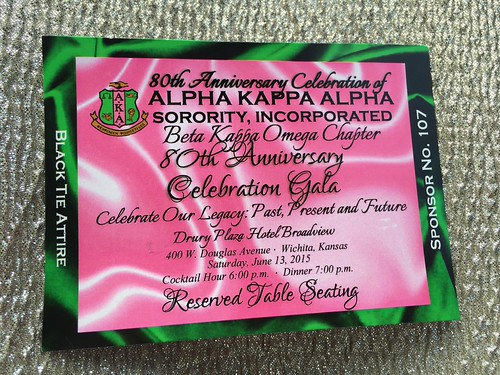 80th Anniversary Celebration of
ALPHA KAPPA ALPHA
SORORITY, INCORPORATED
Beta Kappa Omega Chapter
80th Anniversary
Celebration Gala
Celebrate Our Legacy: Past, Present and Future
Drury Plaza Hotel Broadview
400 W. Douglas Avenue · Wichita, Kansas
Saturday, June 13, 2015
Cocktail Hour 6:00 p.m. · Dinner 7:00 p.m.
Reserved Table Seating
BLACK TIE ATTIRE
SPONSOR NO. 107
AKA